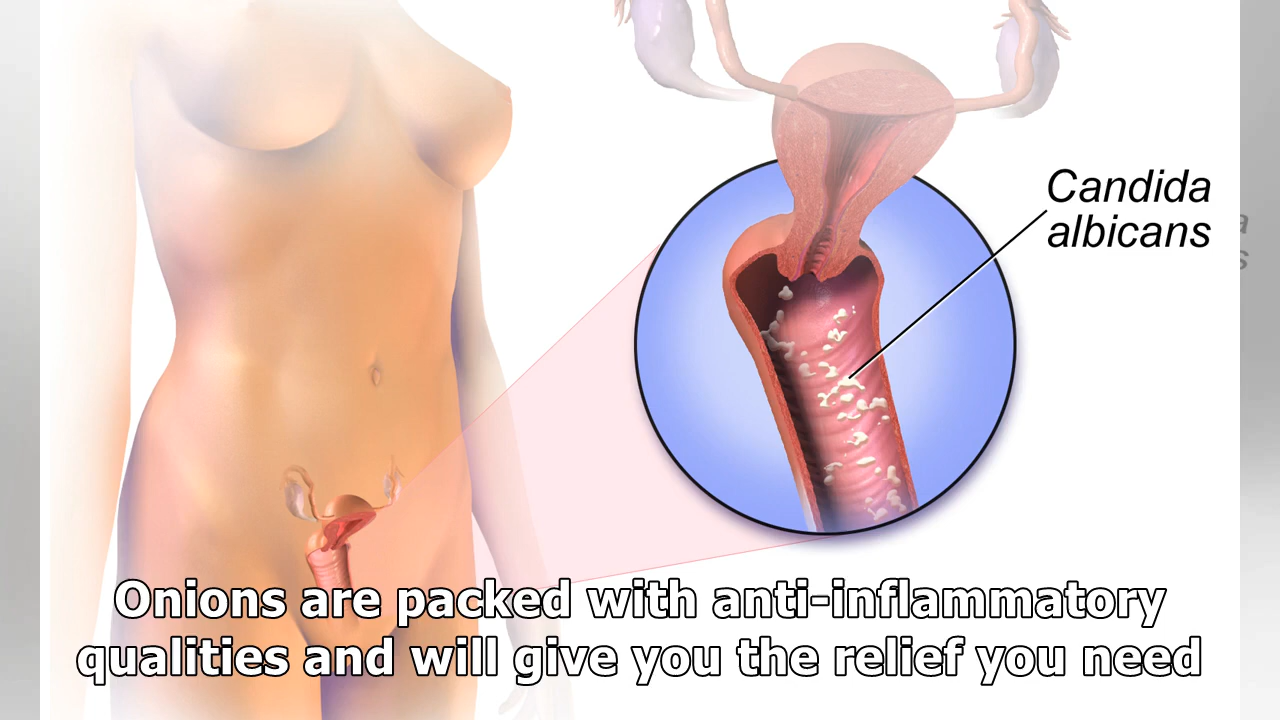 Candida
albicans
Onions are packed with anti-inflammatory
qualities and will give you the relief you need